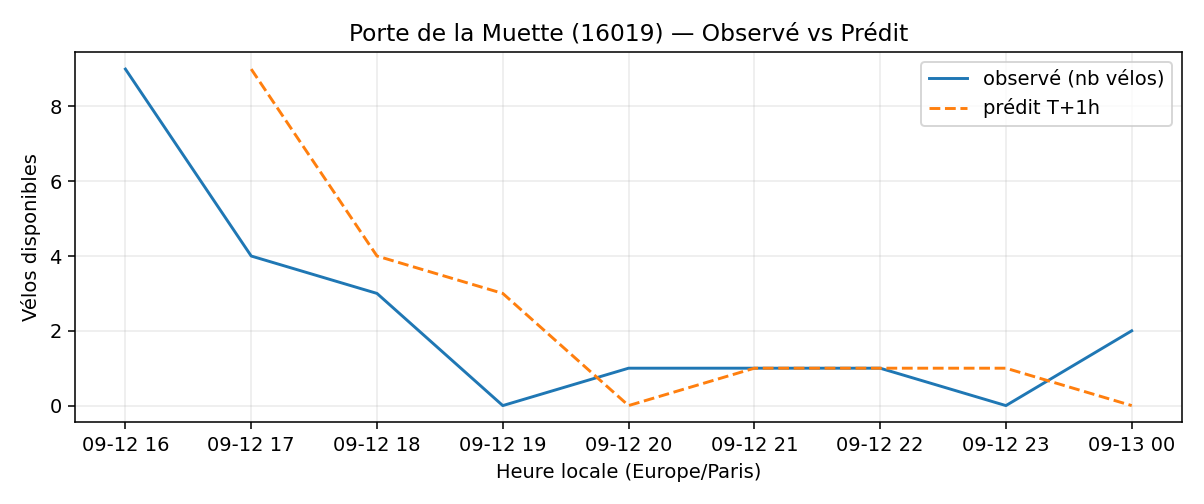 Porte de la Muette (16019) — Observé vs Prédit
observé (nb vélos)
prédit T+1h
Vélos disponibles
8
6
4
2
0
09-12 16 09-12 17 09-12 18 09-12 19 09-12 20 09-12 21 09-12 22 09-12 23 09-13 00
Heure locale (Europe/Paris)